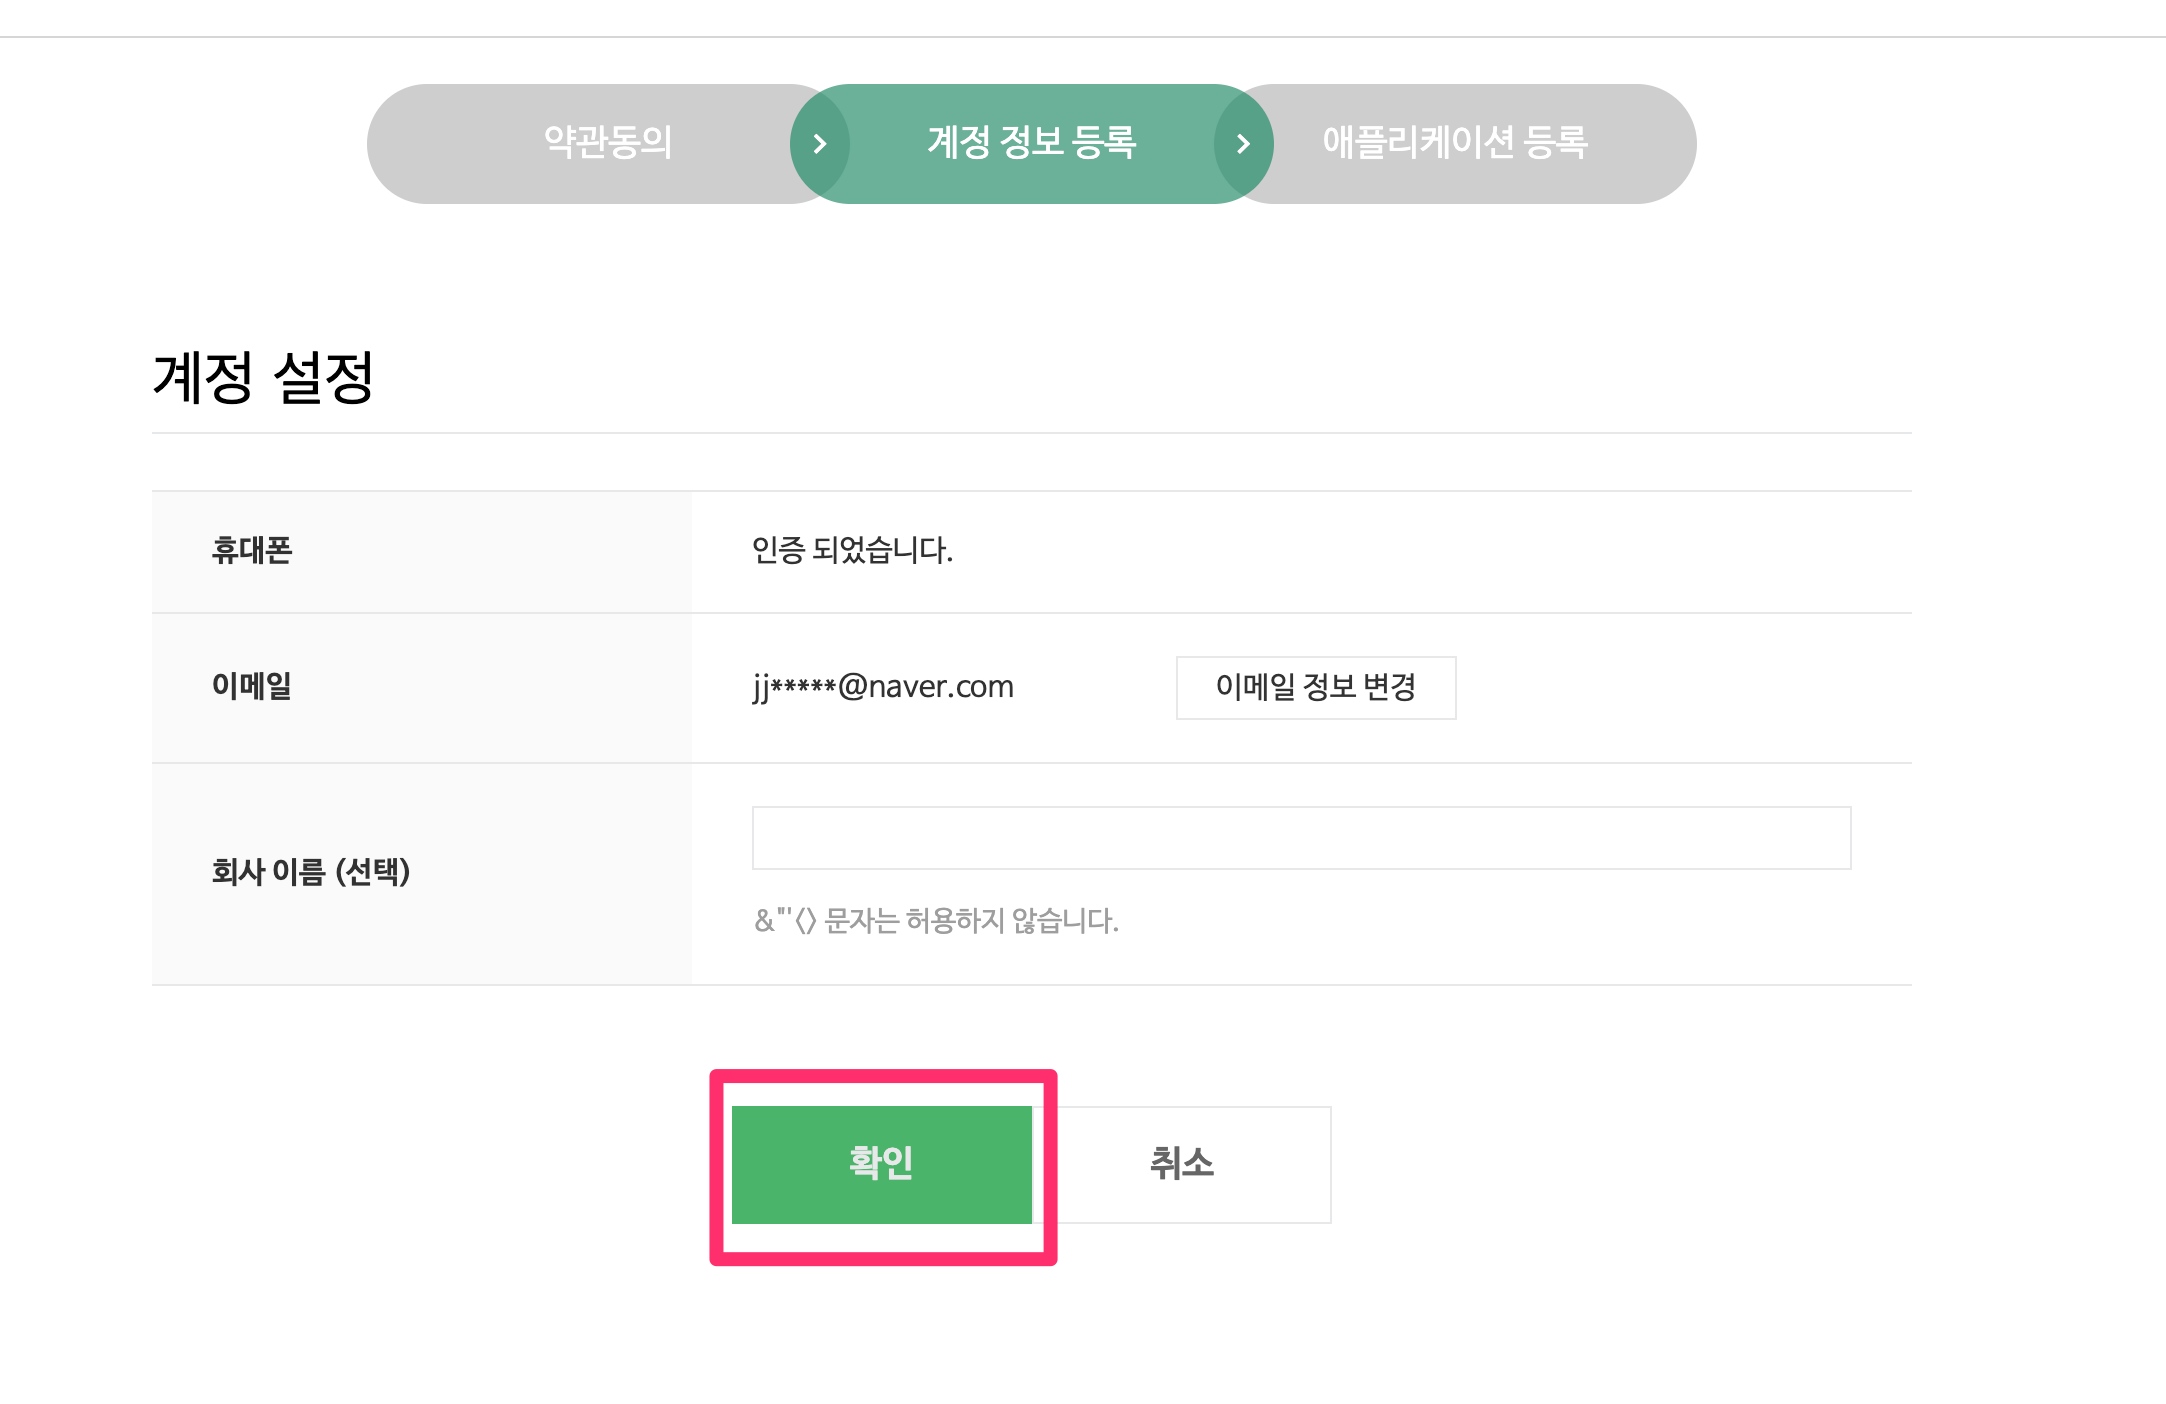 약관동의 계정 정보 등록 애플리케이션 등록
계정 설정
휴대폰 인증 되었습니다.
이메일 jj*****@naver.com 이메일 정보 변경
회사 이름 (선택)
&"'<> 문자는 허용하지 않습니다.
확인 취소